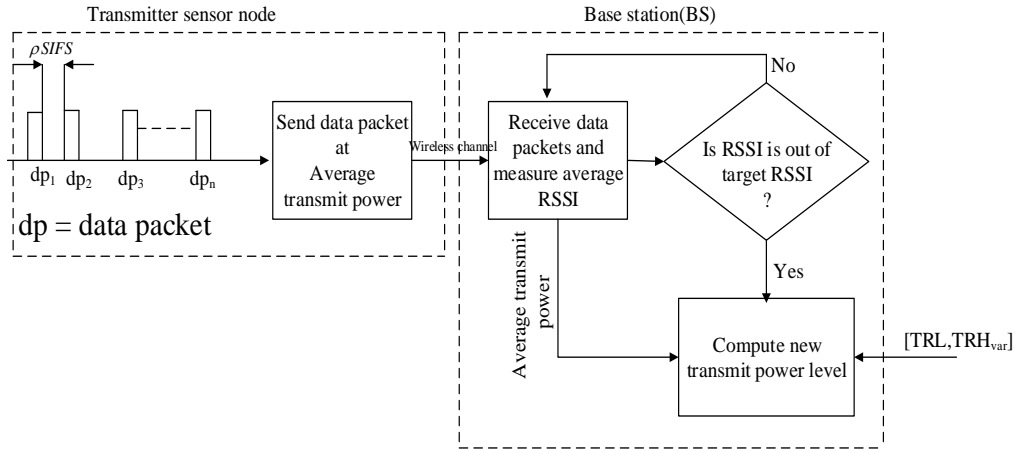 Transmitter sensor node
Base station(BS)
ρSIFS
No
Send data packet
at
Average
transmit power
Wireless channel
Receive data
packets and
measure average
RSSI
Is RSSI is out of
target RSSI
?
dp₁
dp₂
dp₃
dpₙ
dp = data packet
Average transmit
power
Yes
Compute new
transmit power level
[TRL,TRHᵥₐᵣ]